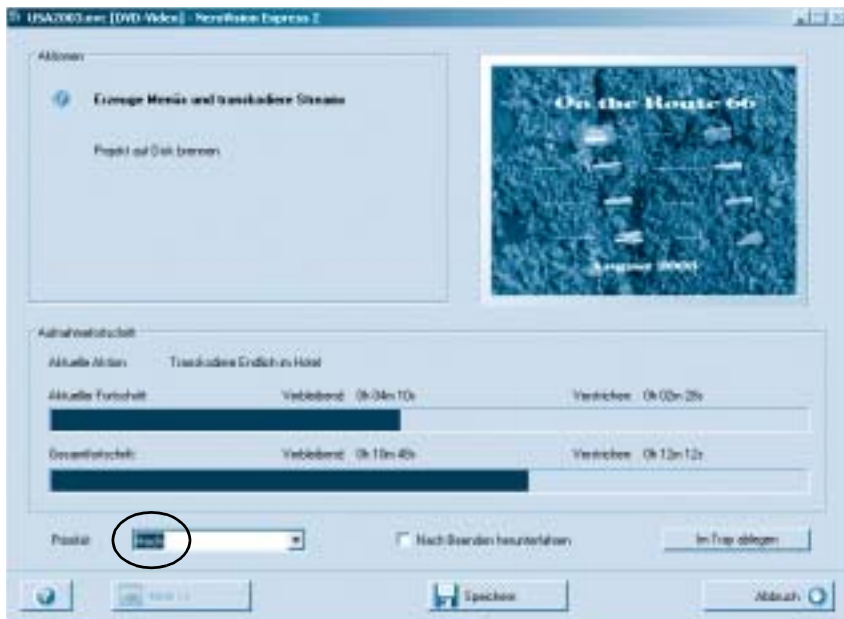 USA2003.nvc [DVD-Video] - NeroVision Express 2
Aktionen
Erzeuge Menüs und transkodiere Streams
Projekt auf Disk brennen
On the Route 66
August 2003
Aufnahmefortschritt
Aktuelle Aktion: Transkodiere Endlich im Hotel
Aktueller Fortschritt: Verbleibend: 0h 04m 10s Verstrichen: 0h 02m 28s
Gesamtfortschritt: Verbleibend: 0h 10m 48s Verstrichen: 0h 12m 12s
Priorität: hoch Nach Beenden herunterfahren Im Tray ablegen
Speichern Abbruch